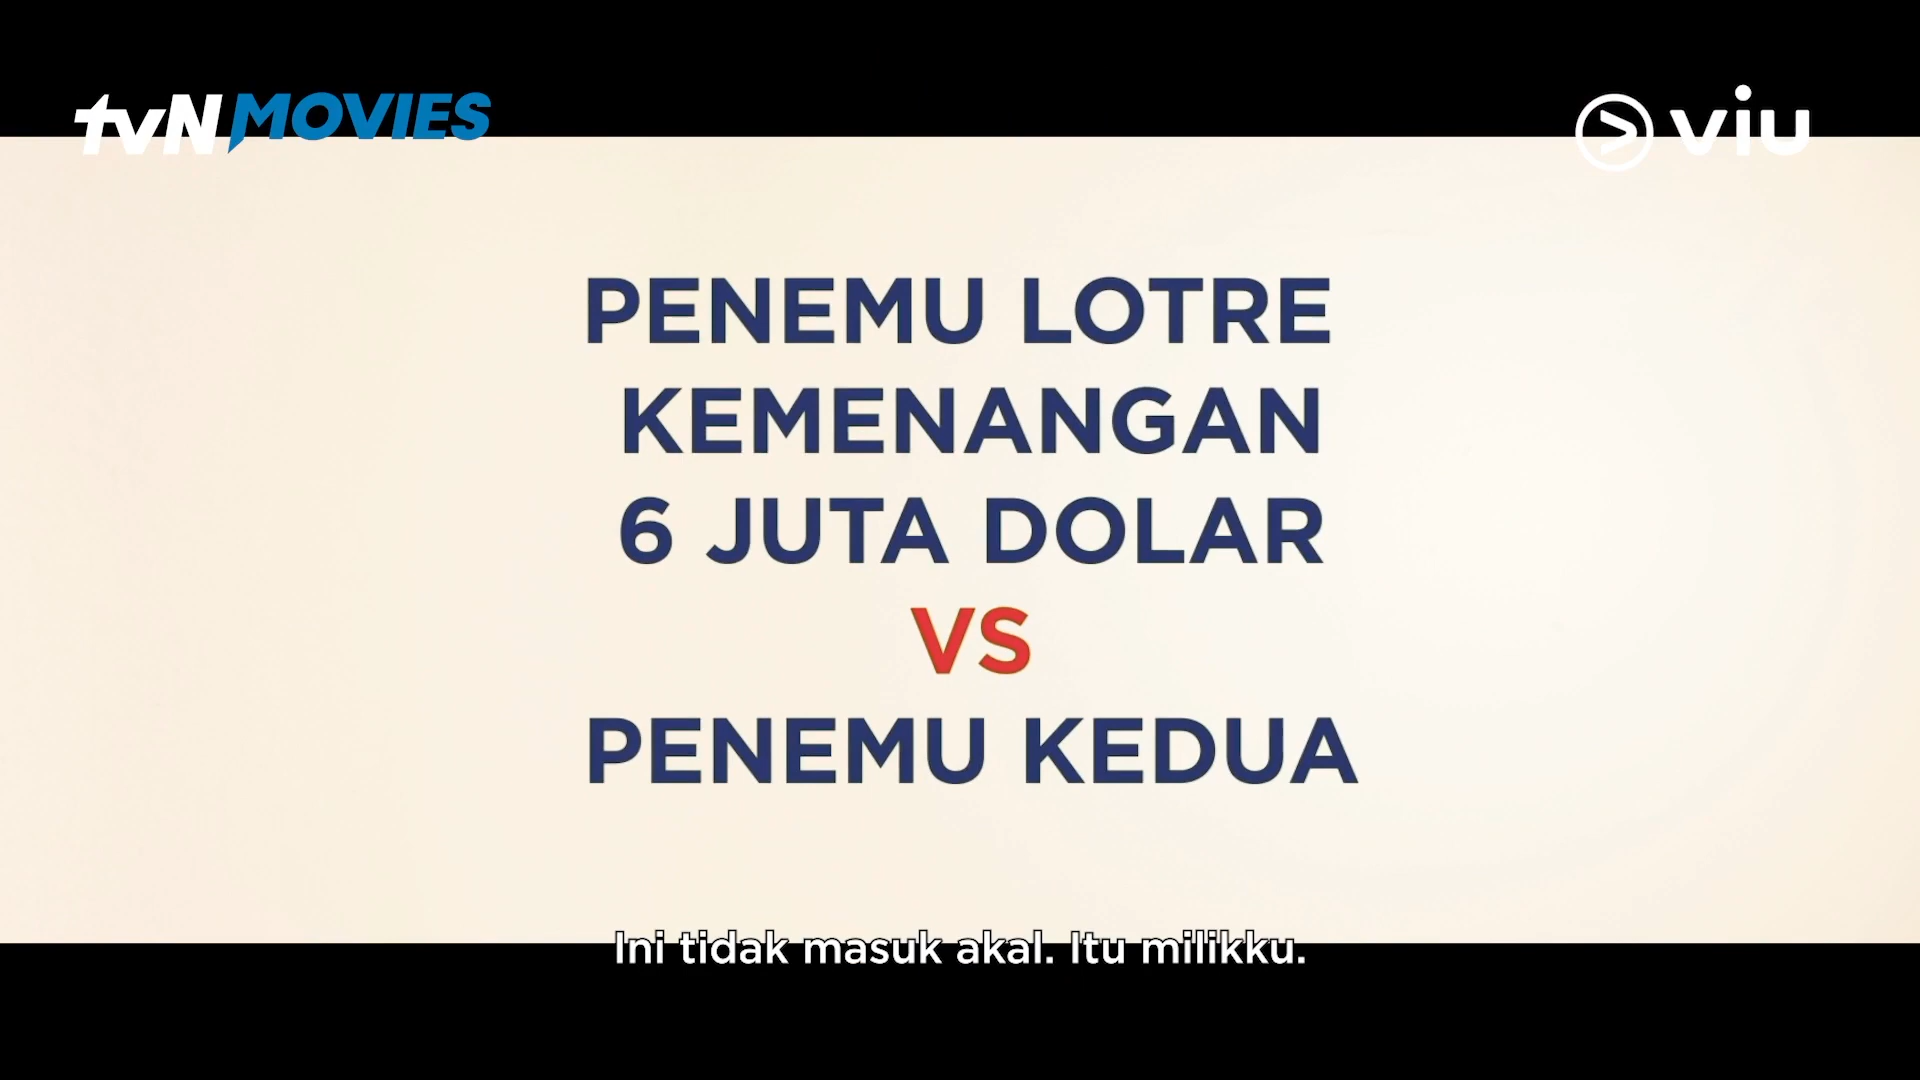 tvN MOVIES
viu
PENEMU LOTRE
KEMENANGAN
6 JUTA DOLAR
VS
PENEMU KEDUA
Ini tidak masuk akal. Itu milikku.